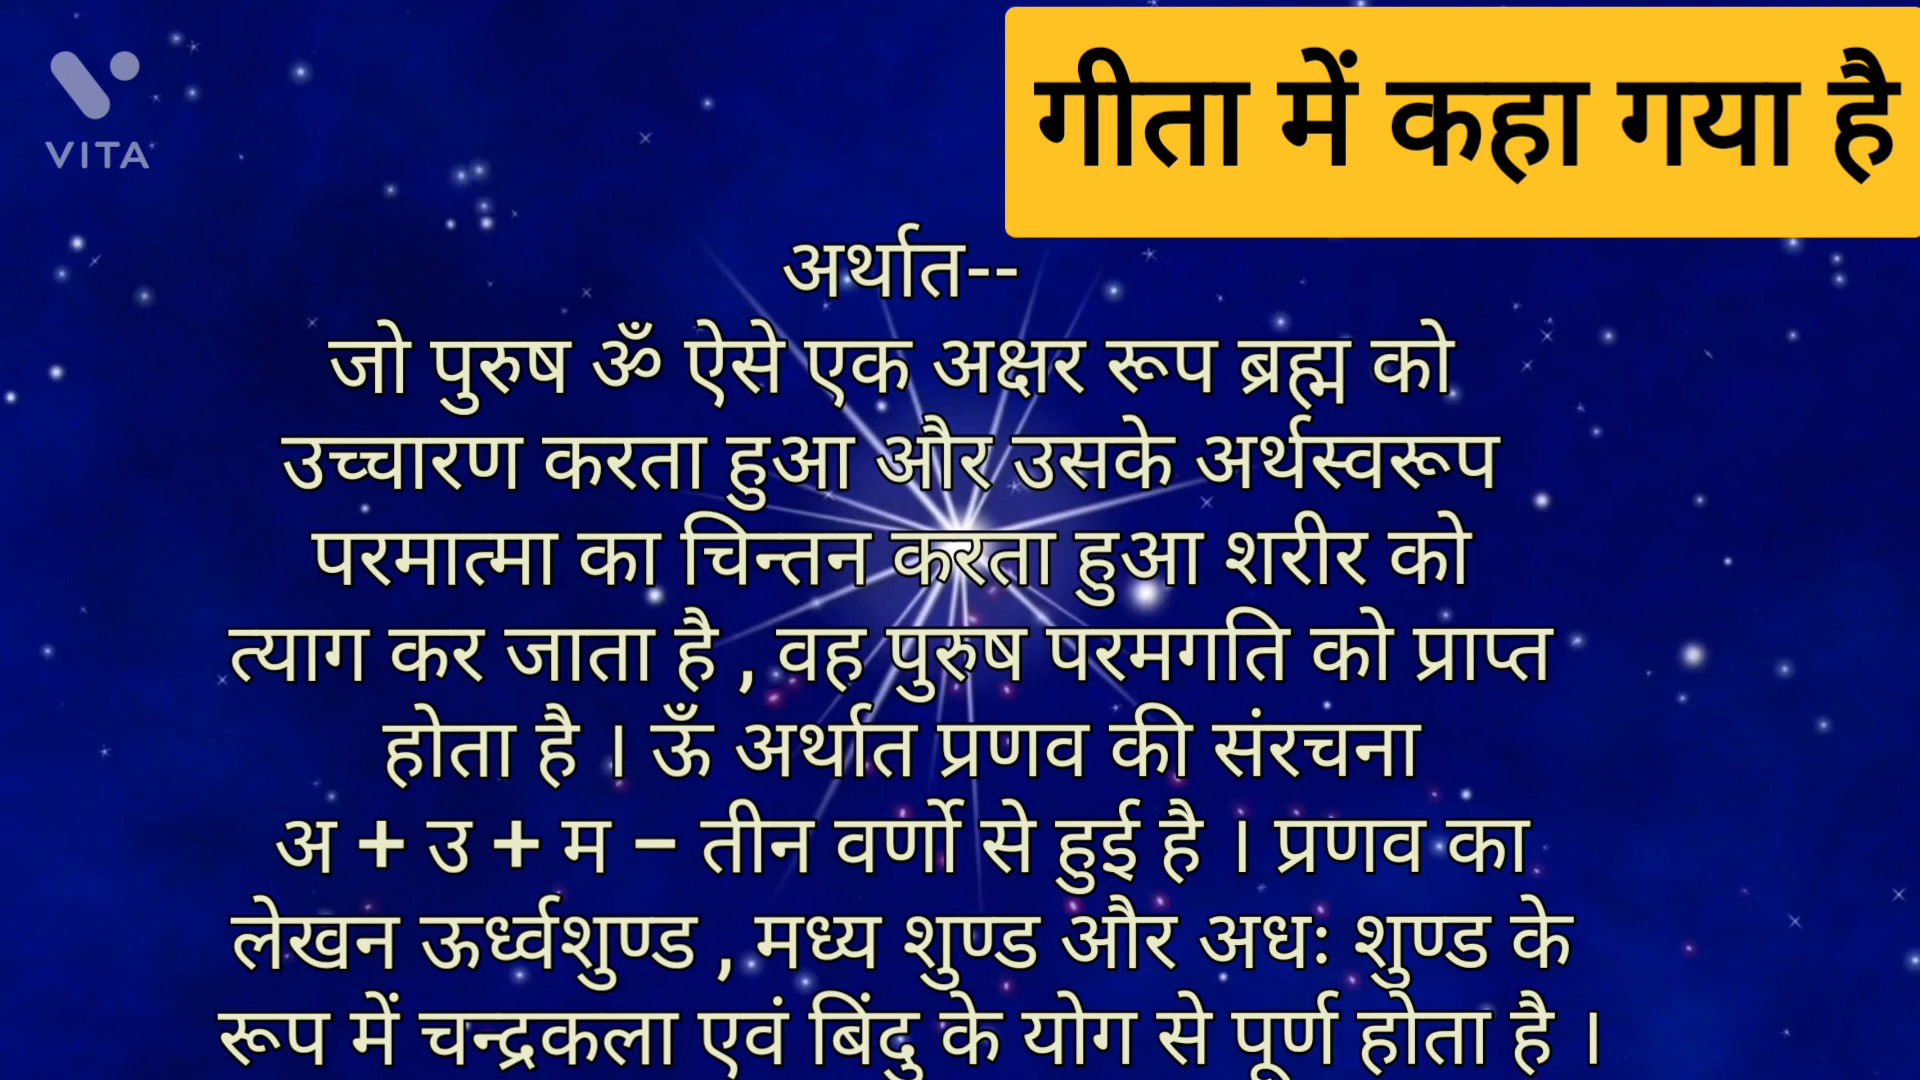 VITA
गीता में कहा गया है
अर्थात--
जो पुरुष ॐ ऐसे एक अक्षर रूप ब्रह्म को
उच्चारण करता हुआ और उसके अर्थस्वरूप
परमात्मा का चिन्तन करता हुआ शरीर को
त्याग कर जाता है , वह पुरुष परमगति को प्राप्त
होता है । ऊँ अर्थात प्रणव की संरचना
अ + उ + म – तीन वर्णो से हुई है । प्रणव का
लेखन ऊर्ध्वशुण्ड , मध्य शुण्ड और अधः शुण्ड के
रूप में चन्द्रकला एवं बिंदु के योग से पूर्ण होता है ।